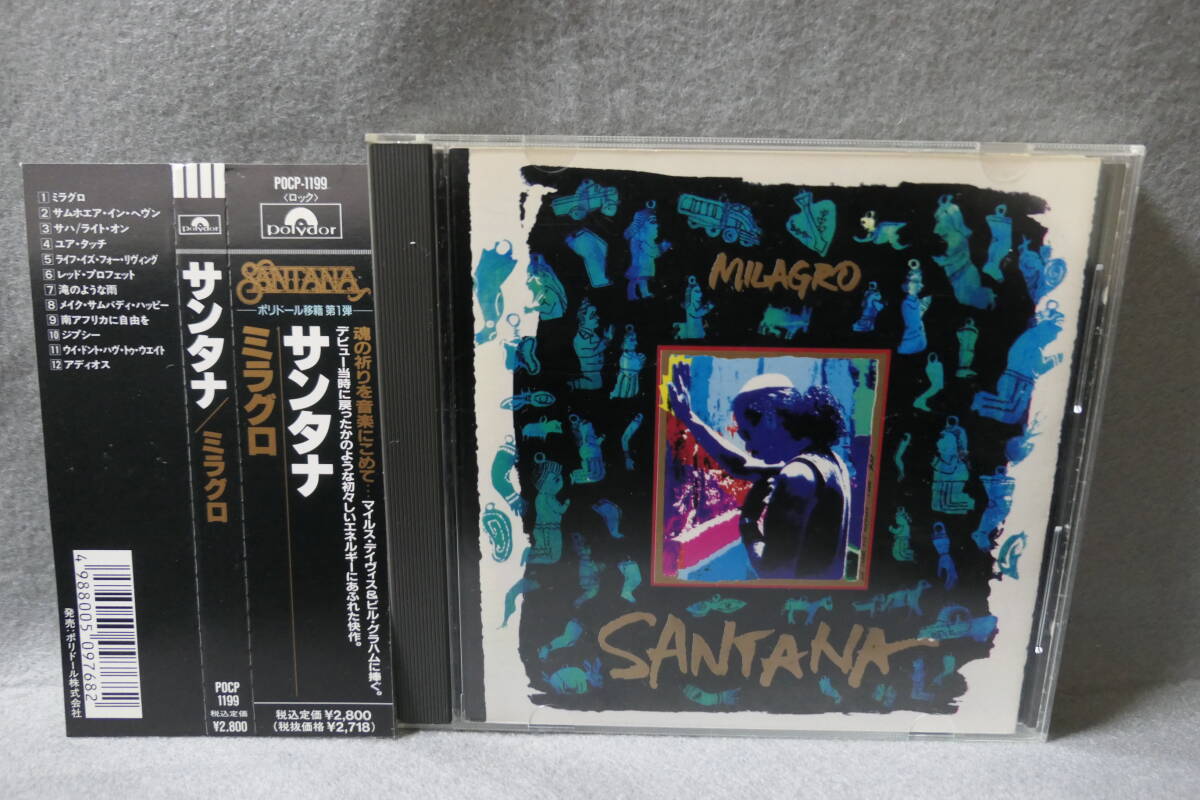 1 ミラグロ
2 サムホエア・イン・ヘヴン
3 サハ/ライト・オン
4 ユア・タッチ
5 ライフ・イズ・フォー・リヴィング
6 レッド・プロフェット
7 滝のような雨
8 メイク・サムバディ・ハッピー
9 南アフリカに自由を
10 ジプシー
11 ウイ・ドント・ハヴ・トゥ・ウエイト
12 アディオス
4 988005 097682
発売:ポリドール株式会社
polydor
サンタナ/ミラグロ
POCP
1199
税込定価
¥2,800
POCP-1199
〈ロック〉
polydor
SANTANA
ポリドール移籍 第1弾
魂の祈りを音楽にこめて…マイルス・デイヴィス&ビル・グラハムに捧ぐ。
デビュー当時に戻ったかのような初々しいエネルギーにあふれた快作。
サンタナ
ミラグロ
税込定価¥2,800
(税抜価格¥2,718)
MILAGRO
SANTANA